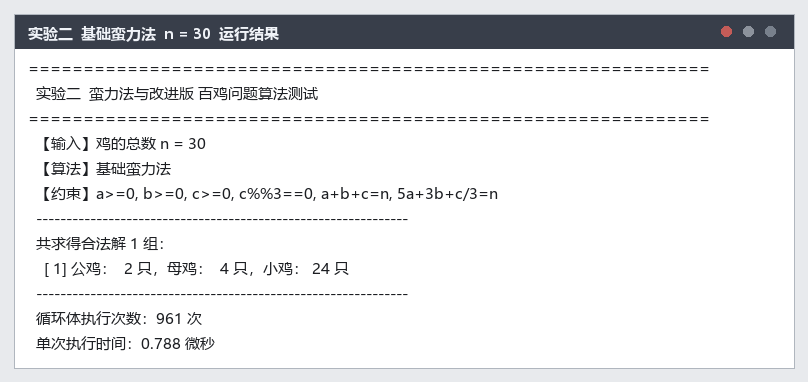 实验二 基础蛮力法 n = 30 运行结果
==============================================================
实验二 蛮力法与改进版 百鸡问题算法测试
==============================================================
【输入】鸡的总数 n = 30
【算法】基础蛮力法
【约束】a>=0, b>=0, c>=0, c%%3==0, a+b+c=n, 5a+3b+c/3=n
--------------------------------------------------------------
共求得合法解 1 组：
[ 1] 公鸡： 2 只，母鸡： 4 只，小鸡： 24 只
--------------------------------------------------------------
循环体执行次数：961 次
单次执行时间：0.788 微秒